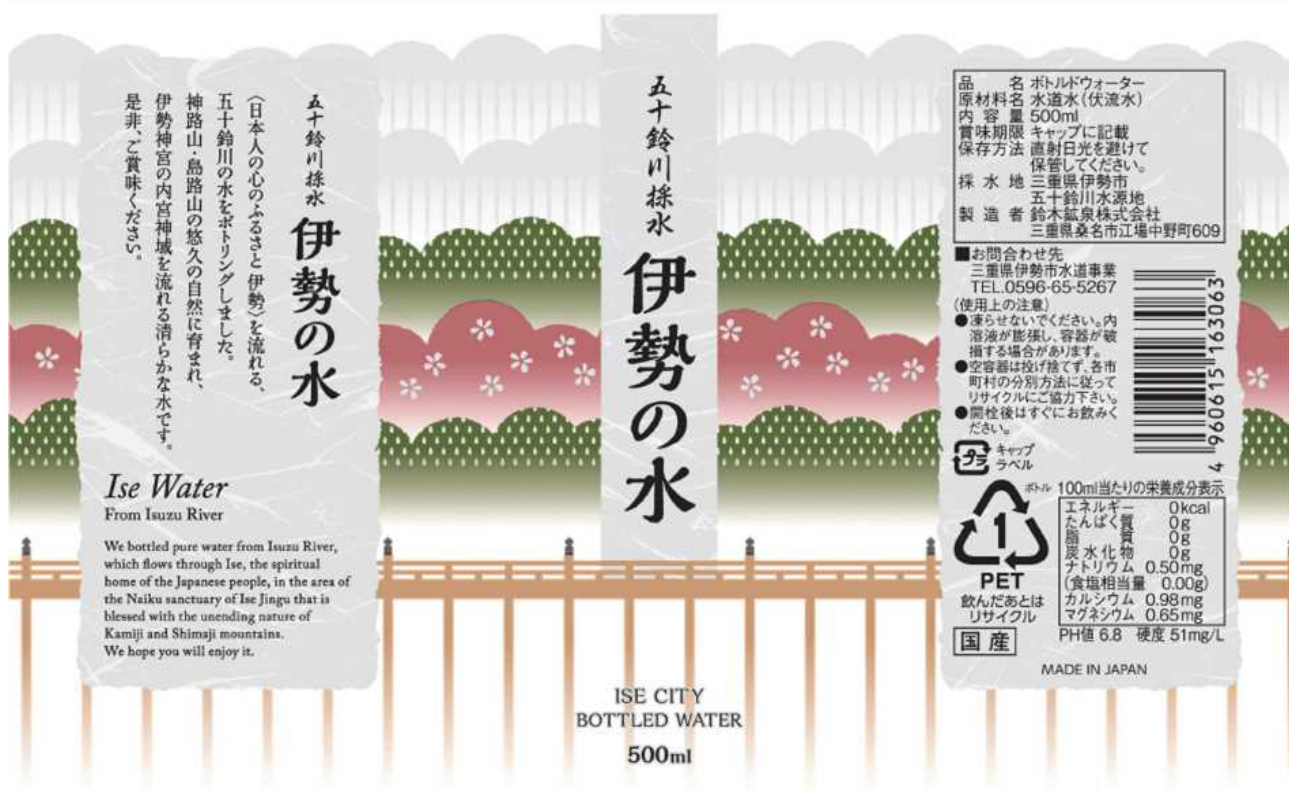 五十鈴川採水
伊勢の水
〈日本人の心のふるさと 伊勢〉を流れる、
五十鈴川の水をボトリングしました。
神路山・島路山の悠久の自然に育まれ、
伊勢神宮の内宮神域を流れる清らかな水です。
是非、ご賞味ください。
Ise Water
From Isuzu River
We bottled pure water from Isuzu River,
which flows through Ise, the spiritual
home of the Japanese people, in the area of
the Naiku sanctuary of Ise Jingu that is
blessed with the unending nature of
Kamiji and Shimaji mountains.
We hope you will enjoy it.
五十鈴川採水
伊勢の水
ISE CITY
BOTTLED WATER
500ml
品名 ボトルドウォーター
原材料名 水道水(伏流水)
内容量 500ml
賞味期限 キャップに記載
保存方法 直射日光を避けて
保管してください。
採水地 三重県伊勢市
五十鈴川水源地
製造者 鈴木鉱泉株式会社
三重県桑名市江場中野町609
■お問合わせ先
三重県伊勢市水道事業
TEL.0596-65-5267
(使用上の注意)
●凍らせないでください。内
溶液が膨張し、容器が破
損する場合があります。
●空容器は投げ捨てず、各市
町村の分別方法に従って
リサイクルにご協力下さい。
●開栓後はすぐにお飲みく
ださい。
4 960615 163063
プラ
キャップ
ラベル
ボトル
1
PET
飲んだあとは
リサイクル
国産
100ml当たりの栄養成分表示
エネルギー 0kcal
たんぱく質 0g
脂質 0g
炭水化物 0g
ナトリウム 0.50mg
(食塩相当量 0.00g)
カルシウム 0.98mg
マグネシウム 0.65mg
PH値 6.8 硬度 51mg/L
MADE IN JAPAN